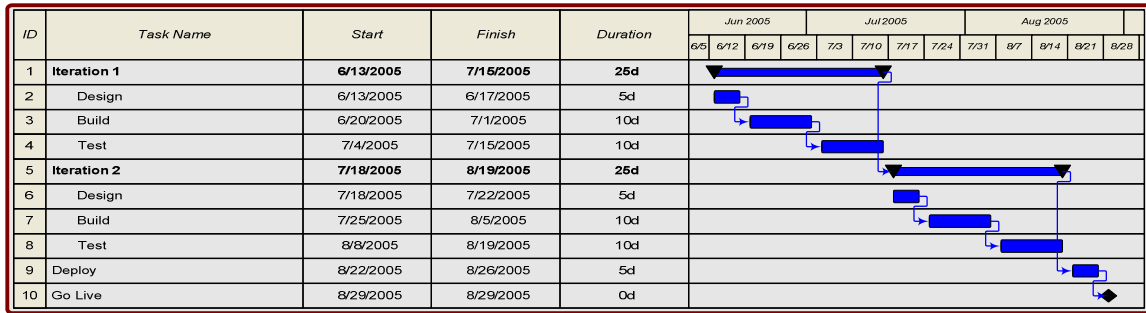 ID Task Name Start Finish Duration Jun 2005 Jul 2005 Aug 2005
6/5 6/12 6/19 6/26 7/3 7/10 7/17 7/24 7/31 8/7 8/14 8/21 8/28
1 Iteration 1 6/13/2005 7/15/2005 25d
2 Design 6/13/2005 6/17/2005 5d
3 Build 6/20/2005 7/1/2005 10d
4 Test 7/4/2005 7/15/2005 10d
5 Iteration 2 7/18/2005 8/19/2005 25d
6 Design 7/18/2005 7/22/2005 5d
7 Build 7/25/2005 8/5/2005 10d
8 Test 8/8/2005 8/19/2005 10d
9 Deploy 8/22/2005 8/26/2005 5d
10 Go Live 8/29/2005 8/29/2005 0d